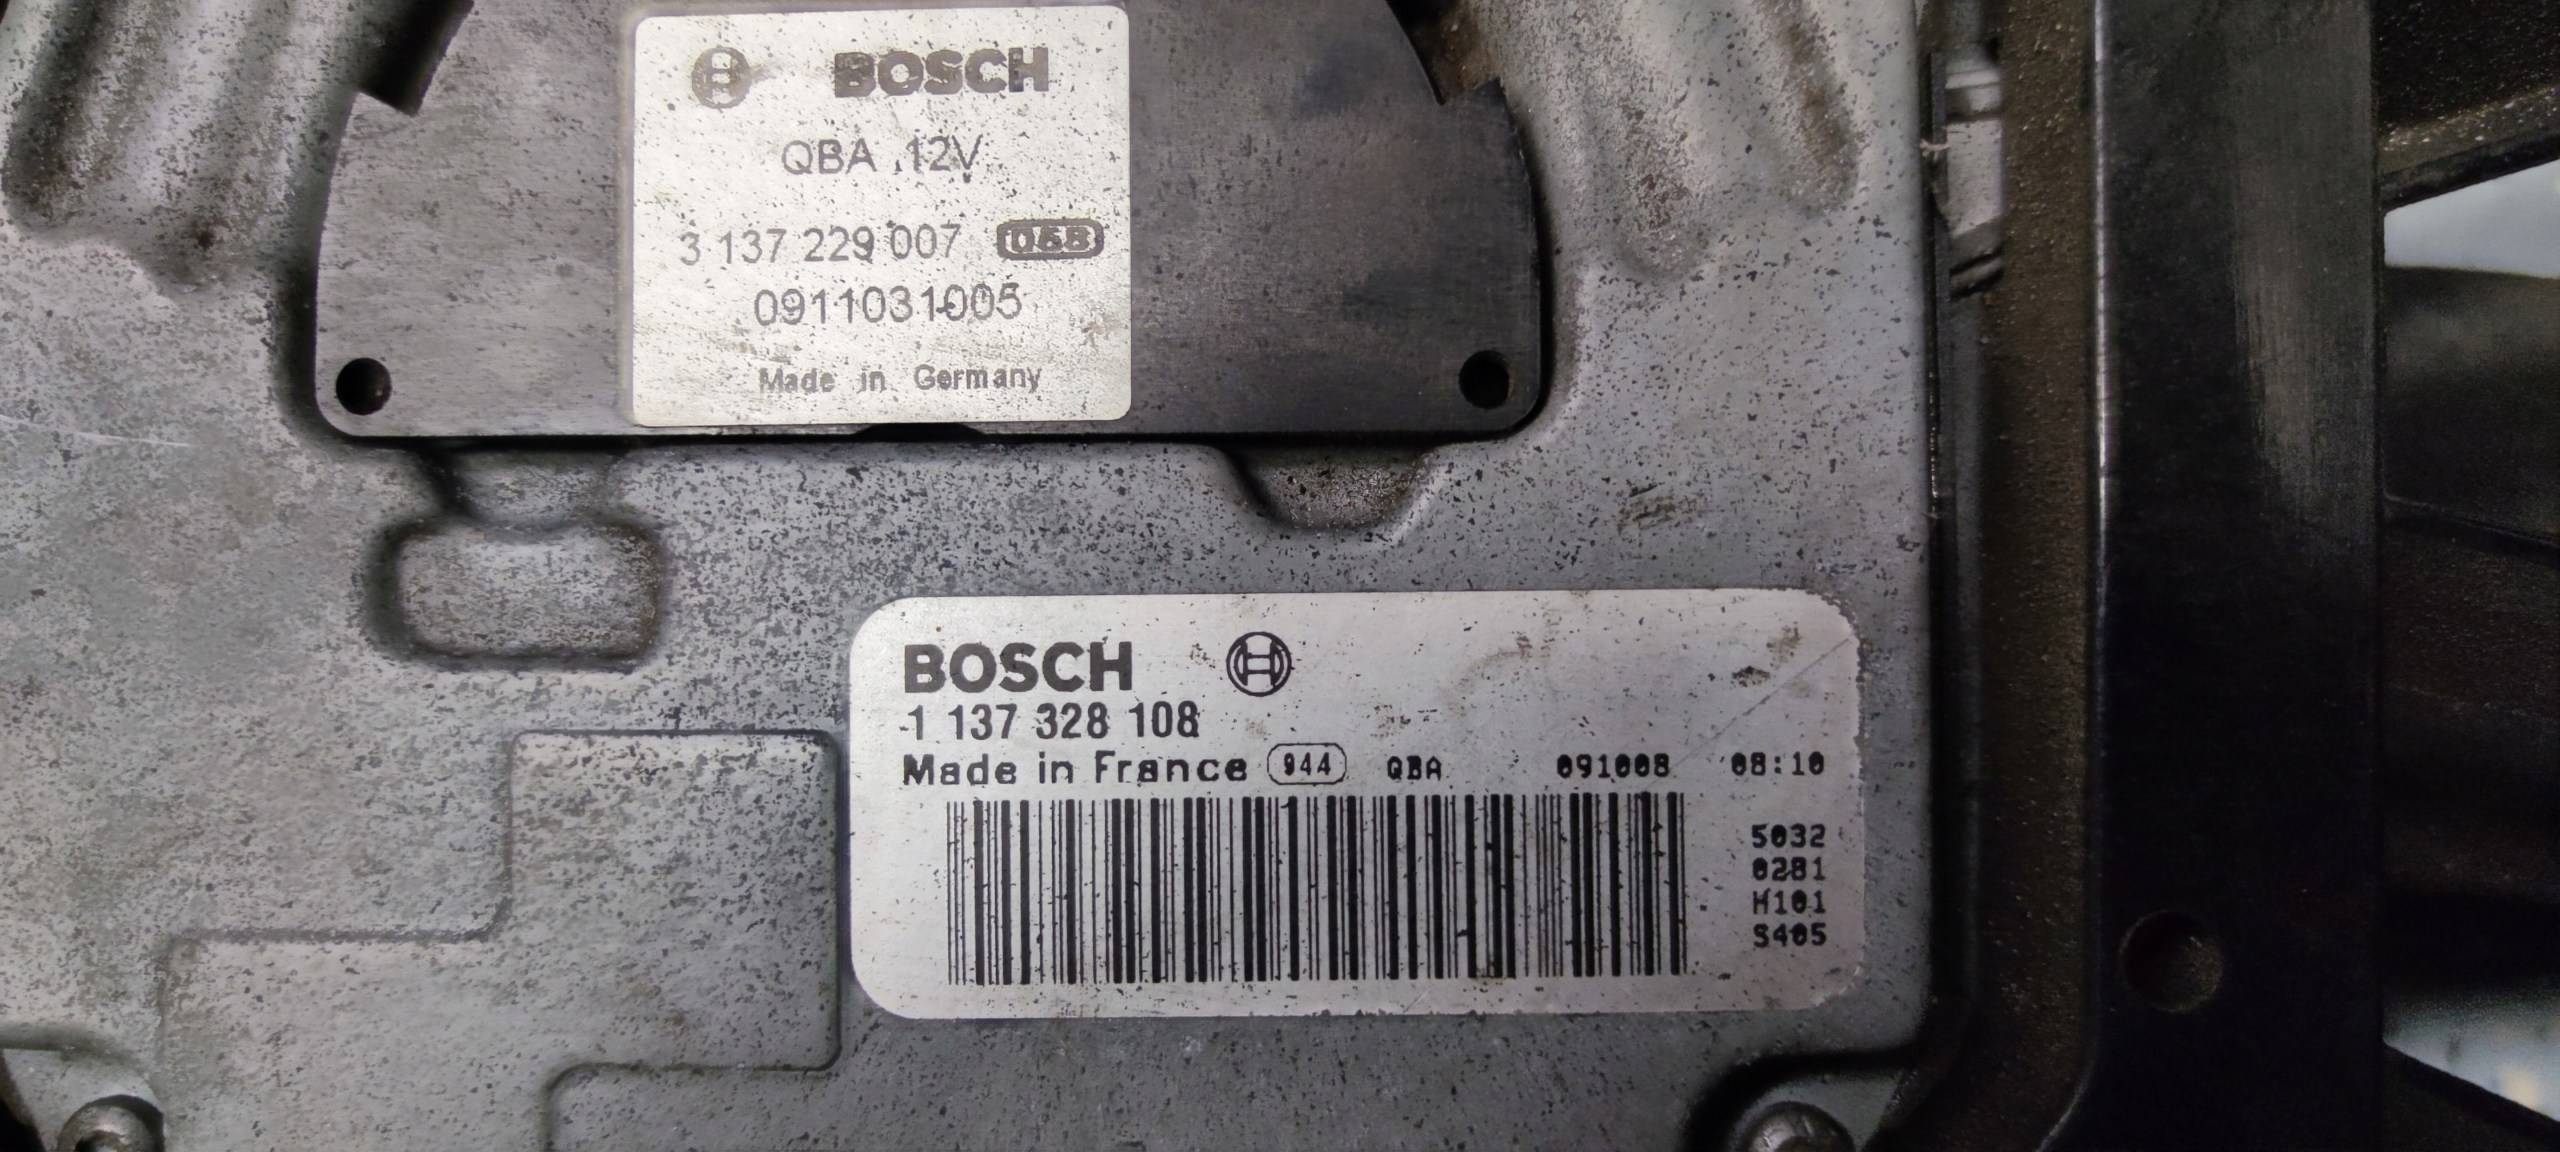 BOSCH
QBA 12V
3 137 229 007 068
0911031005
Made in Germany
BOSCH
1 137 328 108
Made in France 944 QBA 091008 08:10
5032
0281
H101
S405